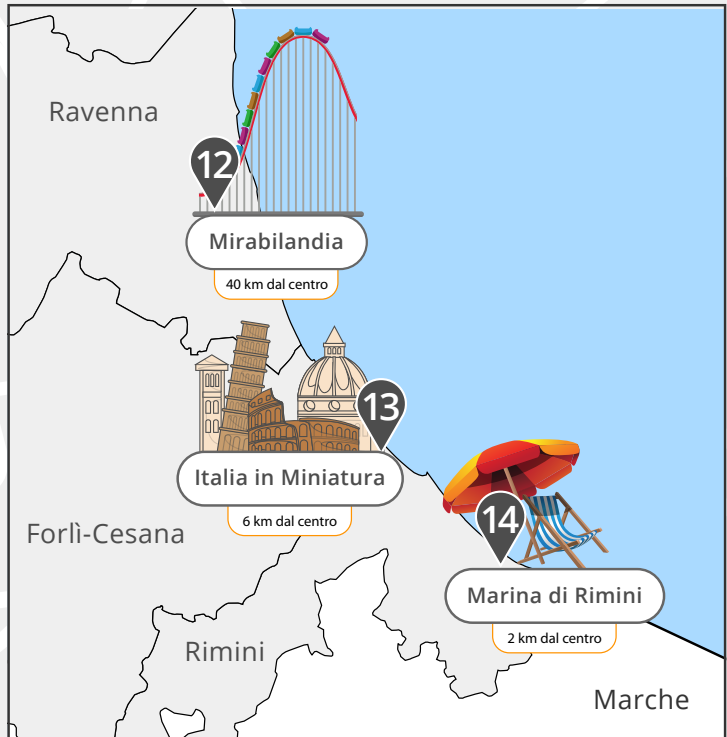 Ravenna
12
Mirabilandia
40 km dal centro
13
Italia in Miniatura
6 km dal centro
14
Forlì-Cesana
Marina di Rimini
2 km dal centro
Rimini
Marche